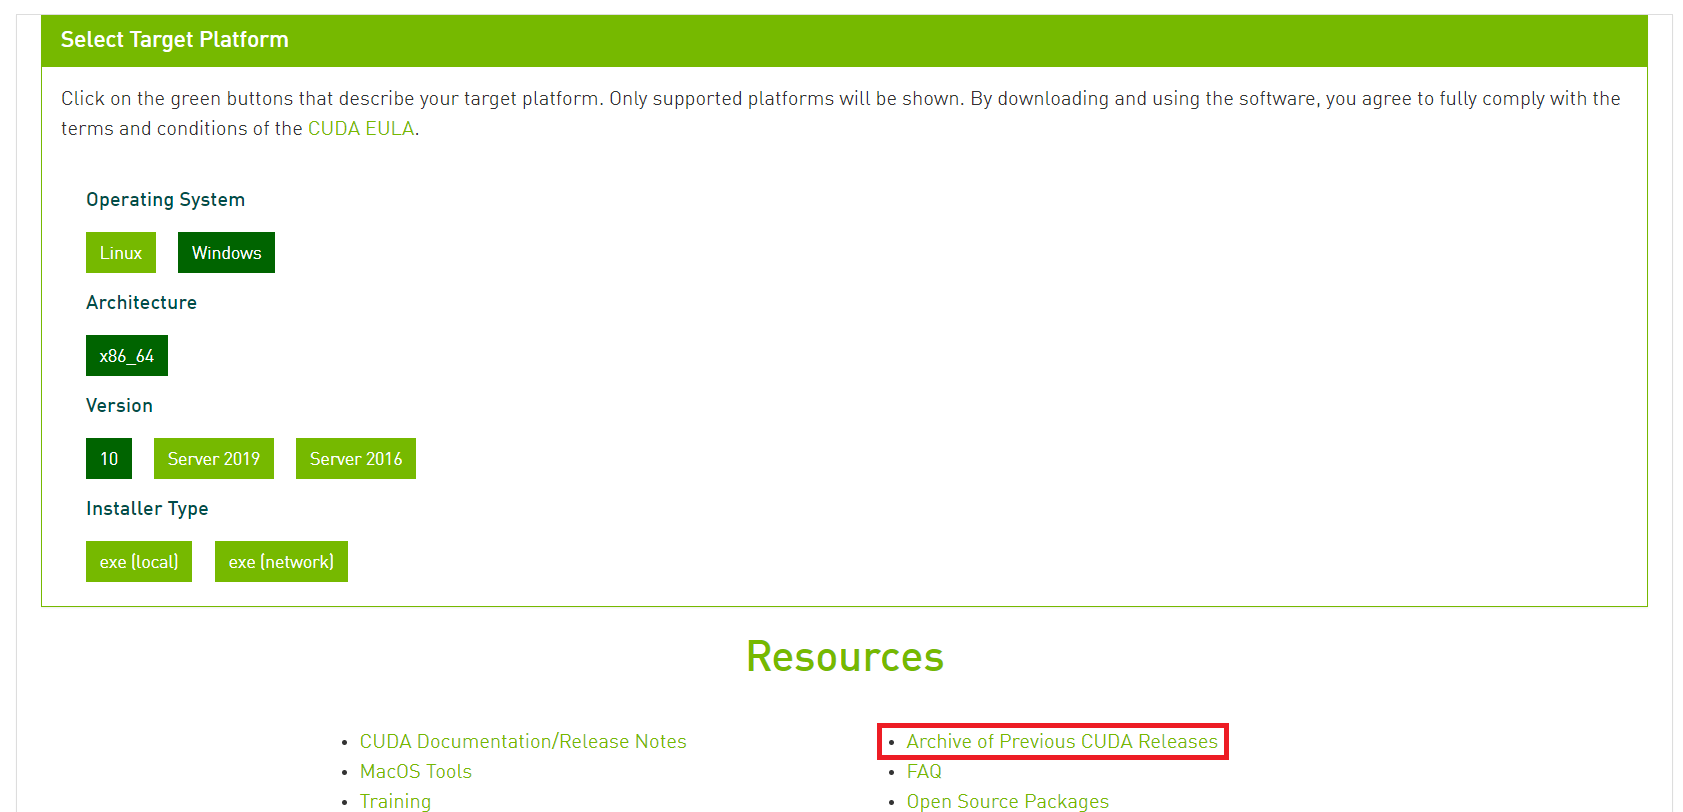 Select Target Platform
Click on the green buttons that describe your target platform. Only supported platforms will be shown. By downloading and using the software, you agree to fully comply with the
terms and conditions of the CUDA EULA.
Operating System
Linux Windows
Architecture
x86_64
Version
10 Server 2019 Server 2016
Installer Type
exe (local) exe (network)
Resources
• CUDA Documentation/Release Notes
• MacOS Tools
• Training
• Archive of Previous CUDA Releases
• FAQ
• Open Source Packages